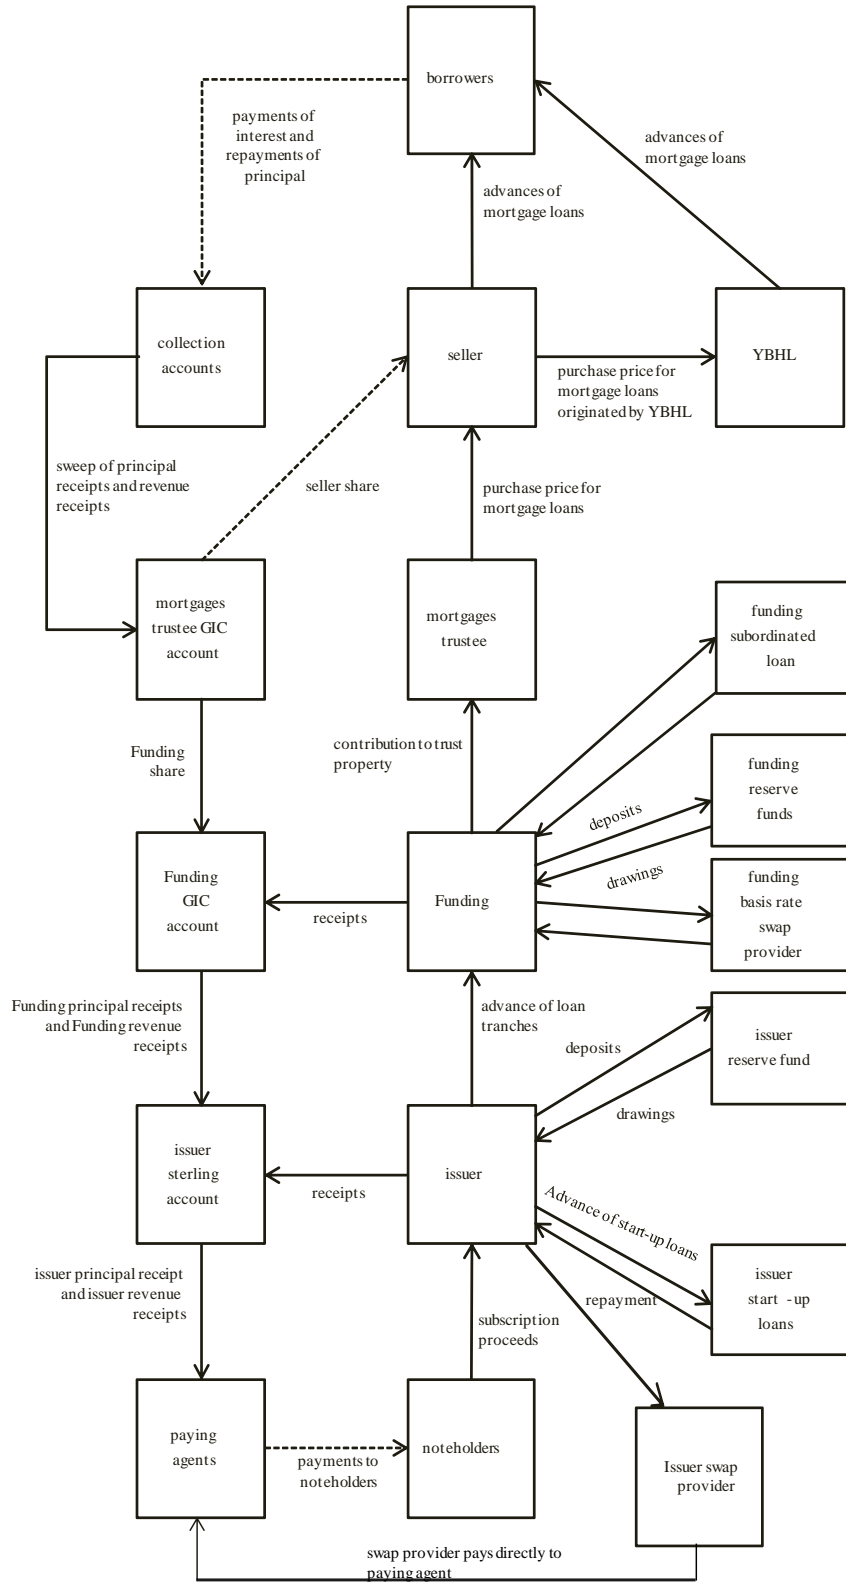 borrowers
payments of
interest and
repayments of
principal
advances of
mortgage loans
advances of
mortgage loans
collection
accounts
seller
YBHL
purchase price for
mortgage loans
originated by YBHL
sweep of principal
receipts and revenue
receipts
seller share
purchase price for
mortgage loans
mortgages
trustee GIC
account
mortgages
trustee
funding
subordinated
loan
Funding
share
contribution to trust
property
funding
reserve
funds
deposits
drawings
Funding
GIC
account
receipts
Funding
funding
basis rate
swap
provider
Funding principal receipts
and Funding revenue
receipts
advance of loan
tranches
deposits
issuer
reserve fund
drawings
issuer
sterling
account
receipts
issuer
Advance of start-up loans
issuer principal receipt
and issuer revenue
receipts
repayment
issuer
start -up
loans
subscription
proceeds
paying
agents
payments to
noteholders
noteholders
Issuer swap
provider
swap provider pays directly to
paying agent